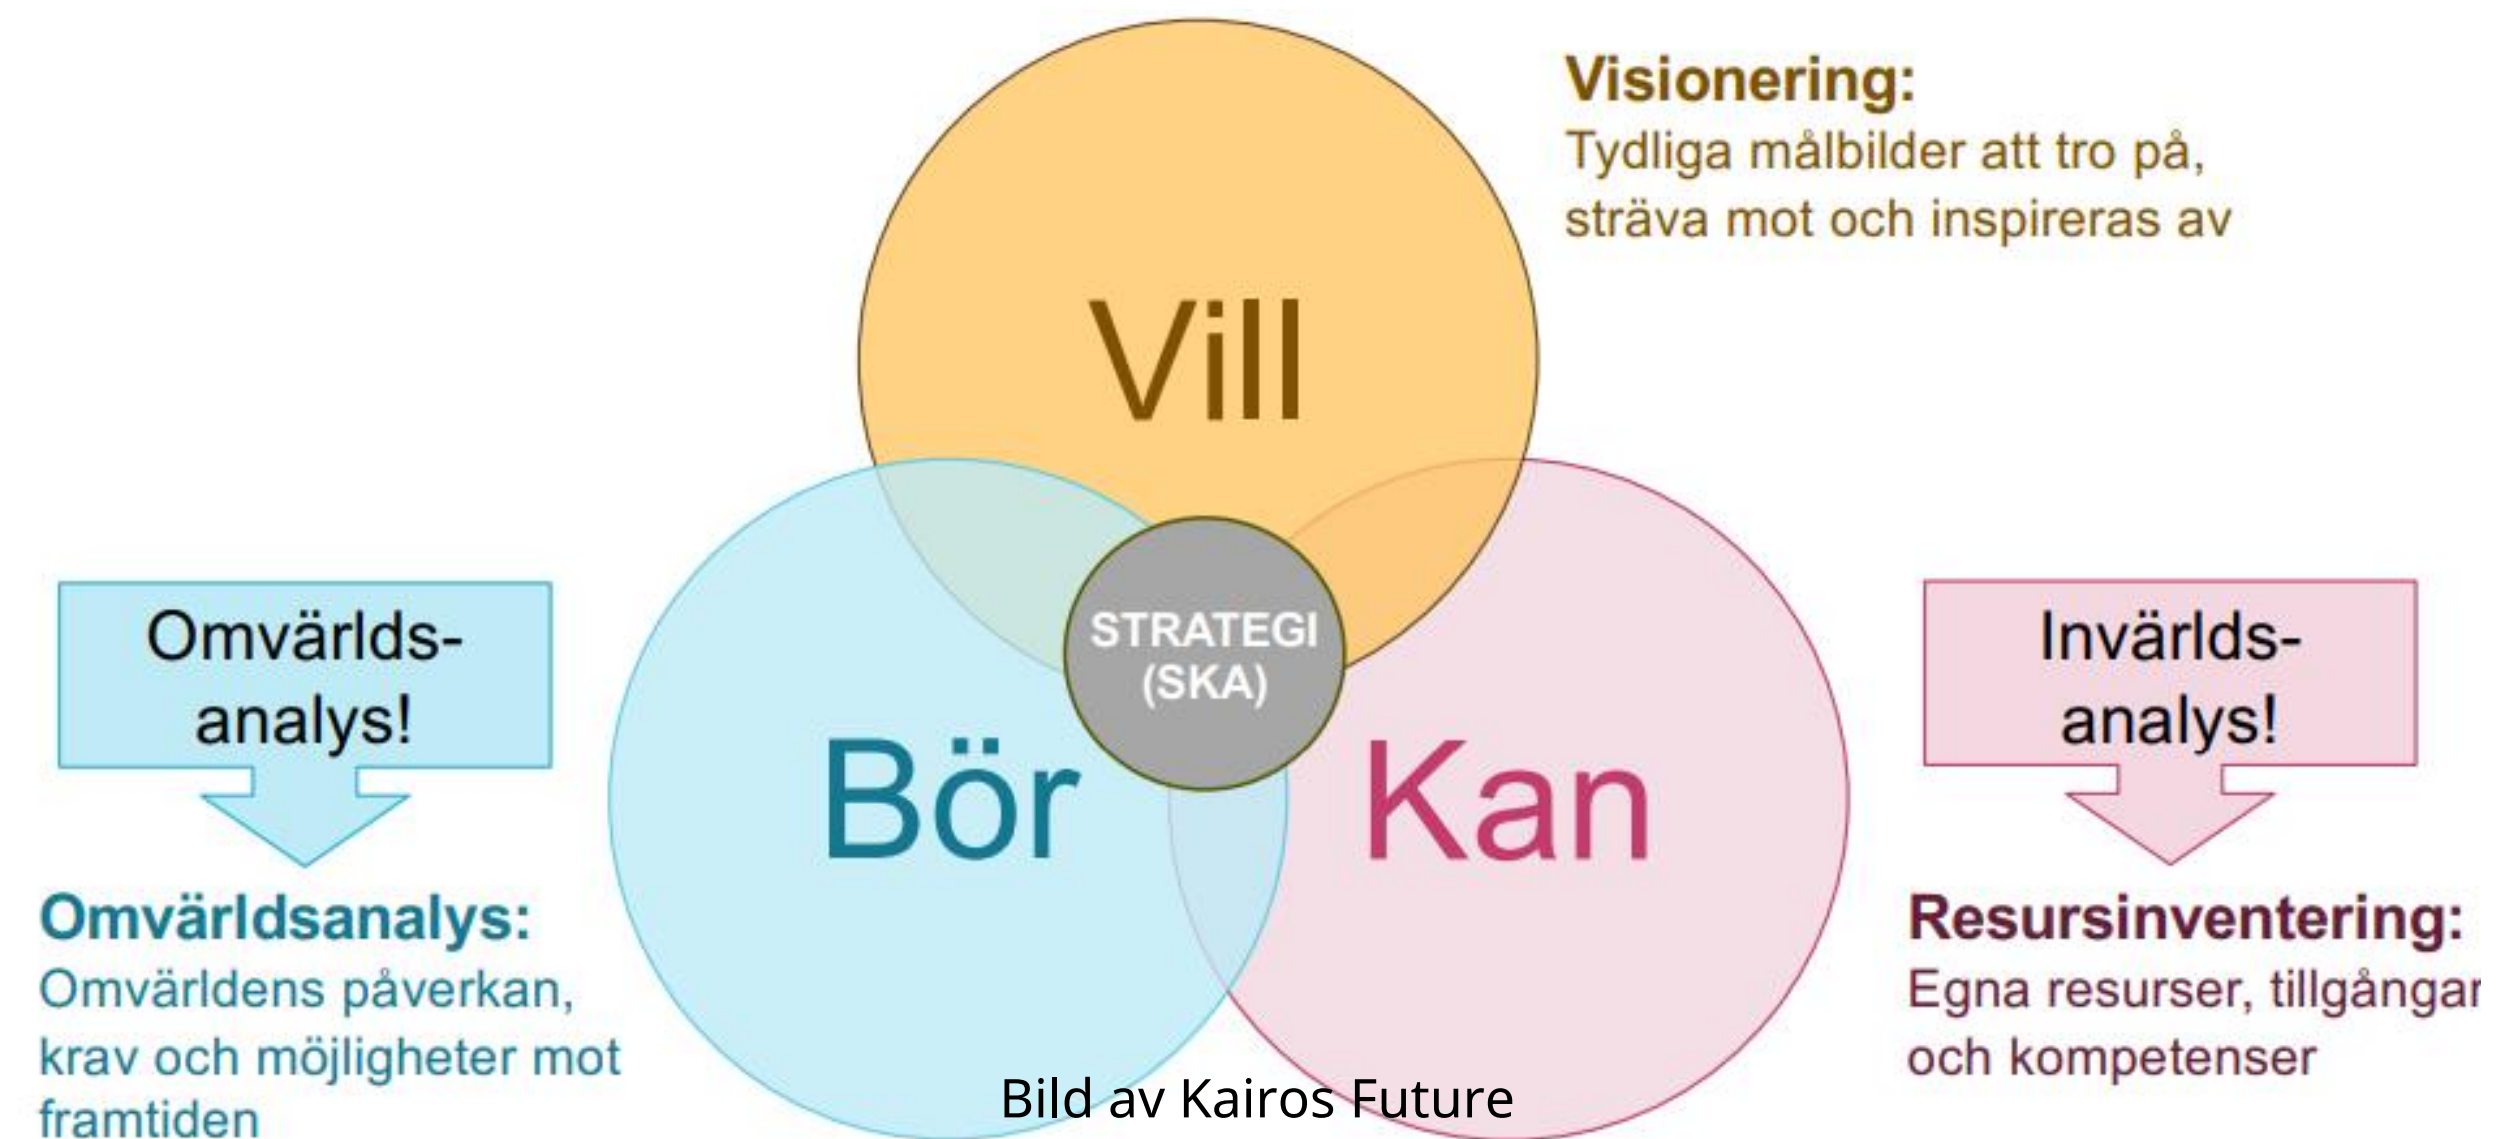 Visionering:
Tydliga målbilder att tro på,
sträva mot och inspireras av
Vill
Omvärlds-
analys!
STRATEGI
(SKA)
Invärlds-
analys!
Bör
Kan
Omvärldsanalys:
Omvärldens påverkan,
krav och möjligheter mot
framtiden
Resursinventering:
Egna resurser, tillgångar
och kompetenser
Bild av Kairos Future